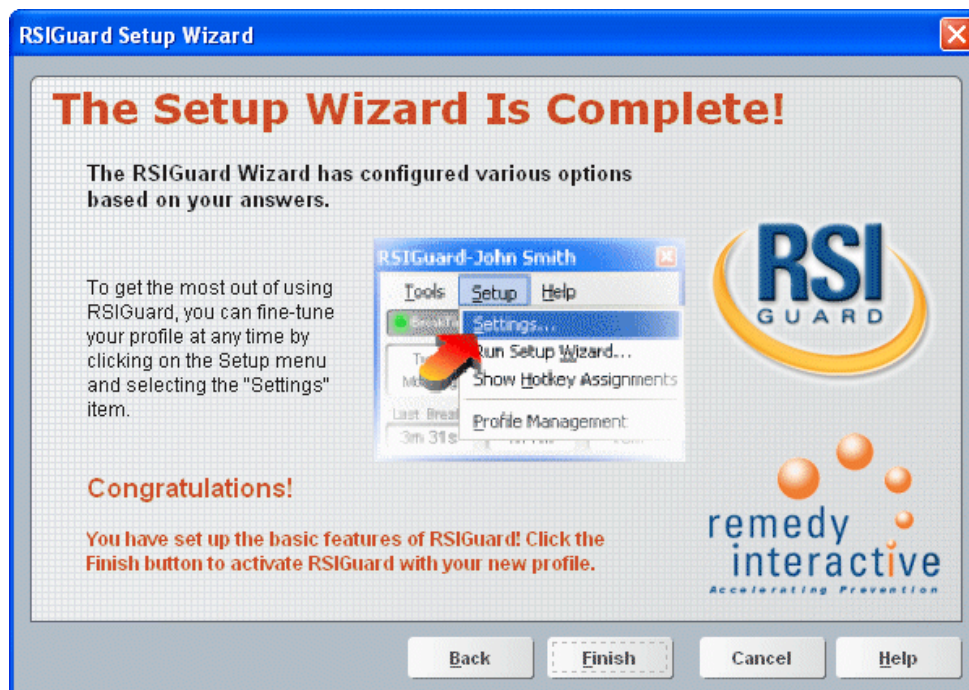 RSIGuard Setup Wizard
The Setup Wizard Is Complete!
The RSIGuard Wizard has configured various options
based on your answers.
To get the most out of using
RSIGuard, you can fine-tune
your profile at any time by
clicking on the Setup menu
and selecting the "Settings"
item.
RSIGuard-John Smith
Tools Setup Help
Settings...
Run Setup Wizard...
Show Hotkey Assignments
Profile Management
Last
3m 31s
RSI
GUARD
Congratulations!
You have set up the basic features of RSIGuard! Click the
Finish button to activate RSIGuard with your new profile.
remedy
interactive
Accelerating Prevention
Back Finish Cancel Help